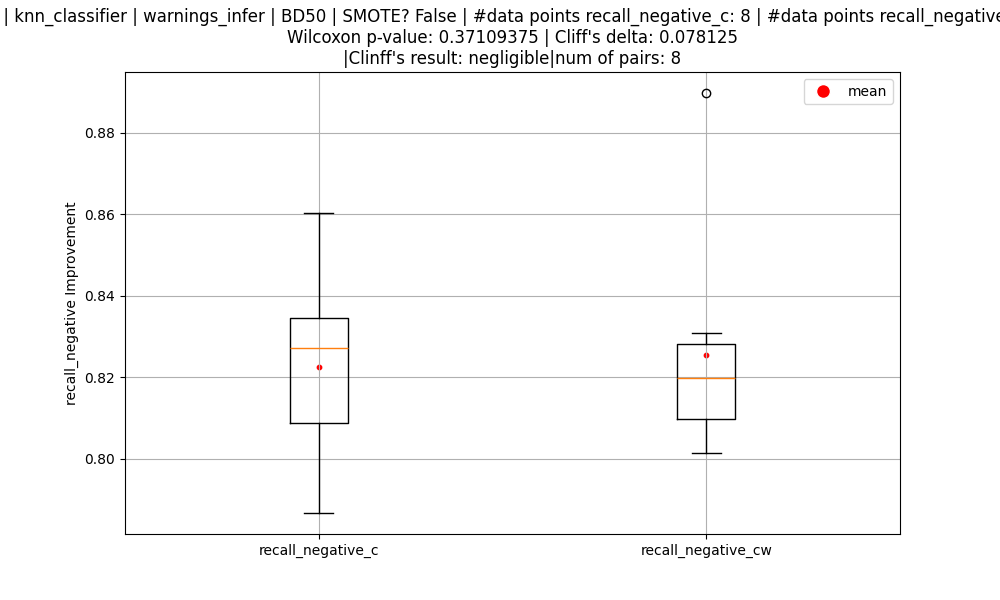 | knn_classifier | warnings_infer | BD50 | SMOTE? False | #data points recall_negative_c: 8 | #data points recall_negative
Wilcoxon p-value: 0.37109375 | Cliff's delta: 0.078125
|Clinff's result: negligible|num of pairs: 8
mean
0.88
0.86
0.84
0.82
0.80
recall_negative Improvement
recall_negative_c
recall_negative_cw